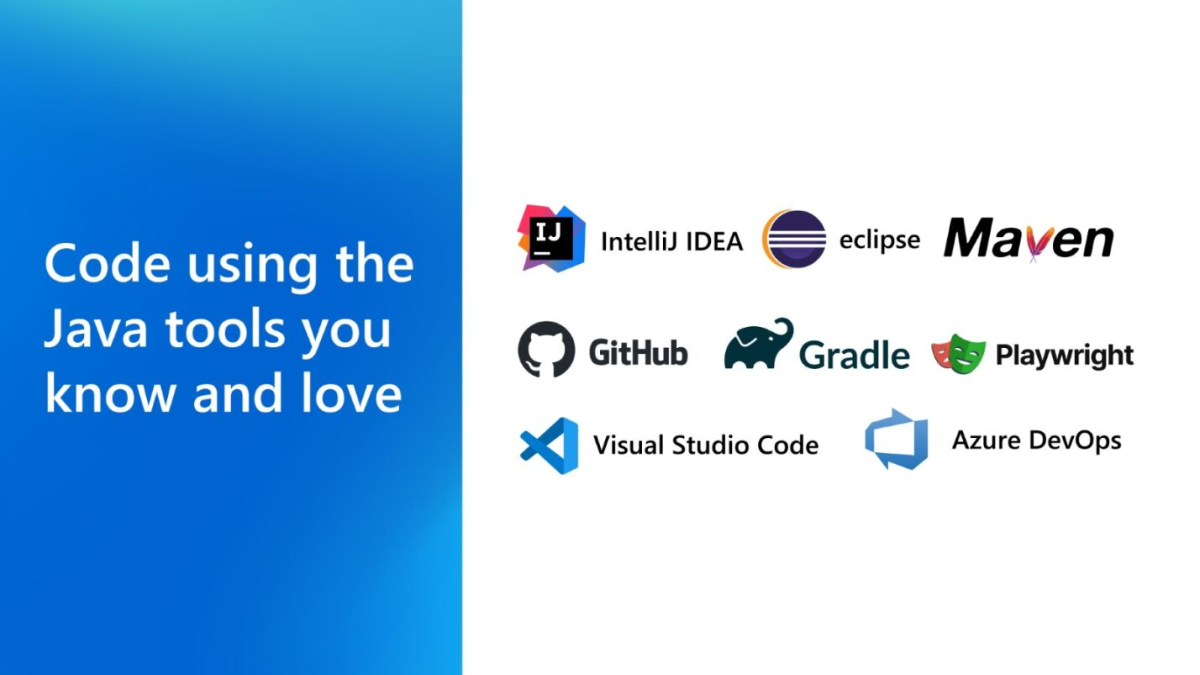 Code using the
Java tools you
know and love
IJ
IntelliJ IDEA
eclipse
Maven
GitHub
Gradle
Playwright
Visual Studio Code
Azure DevOps